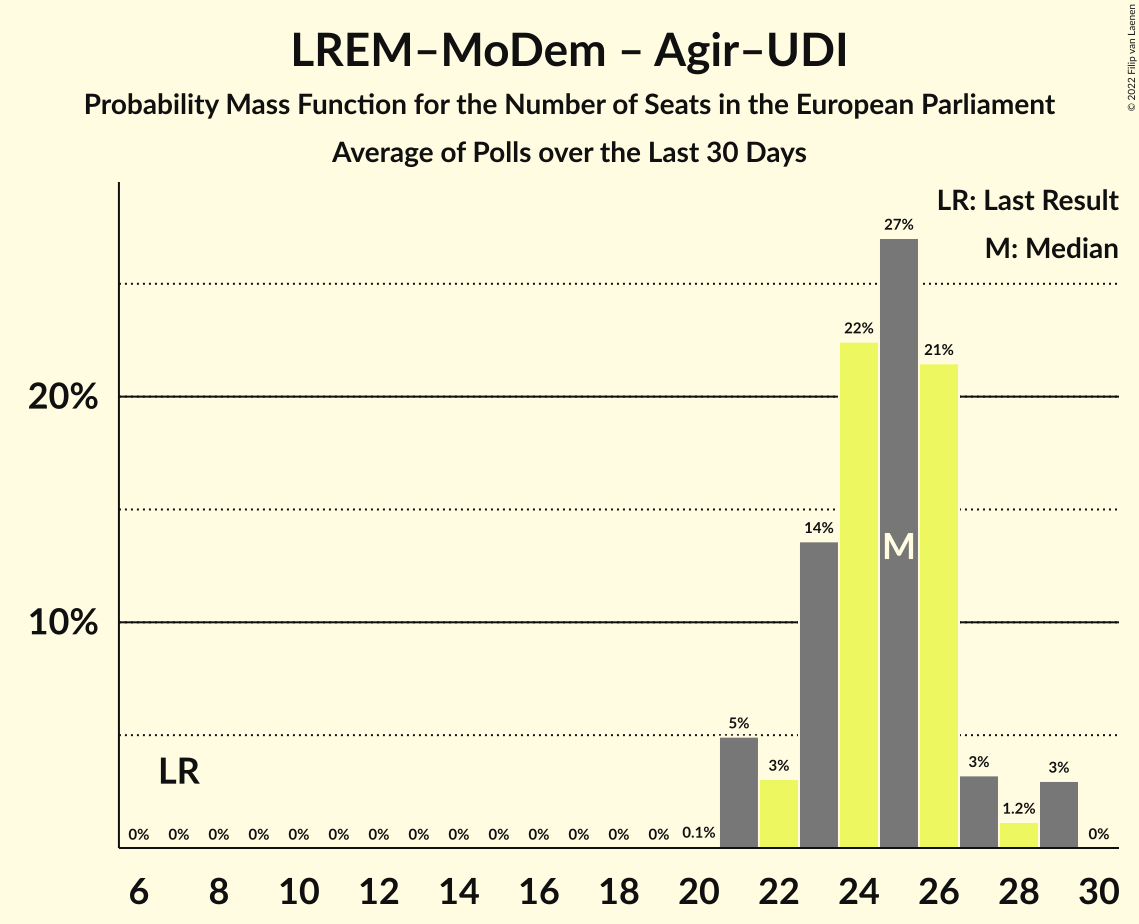 LREM–MoDem – Agir–UDI
Probability Mass Function for the Number of Seats in the European Parliament
Average of Polls over the Last 30 Days
© 2022 Filip van Laenen
LR: Last Result
M: Median
27%
22%
21%
20%
14%
M
10%
5%
3%
3%
3%
LR
1.2%
0% 0% 0% 0% 0% 0% 0% 0% 0% 0% 0% 0% 0% 0% 0.1% 0%
6 8 10 12 14 16 18 20 22 24 26 28 30